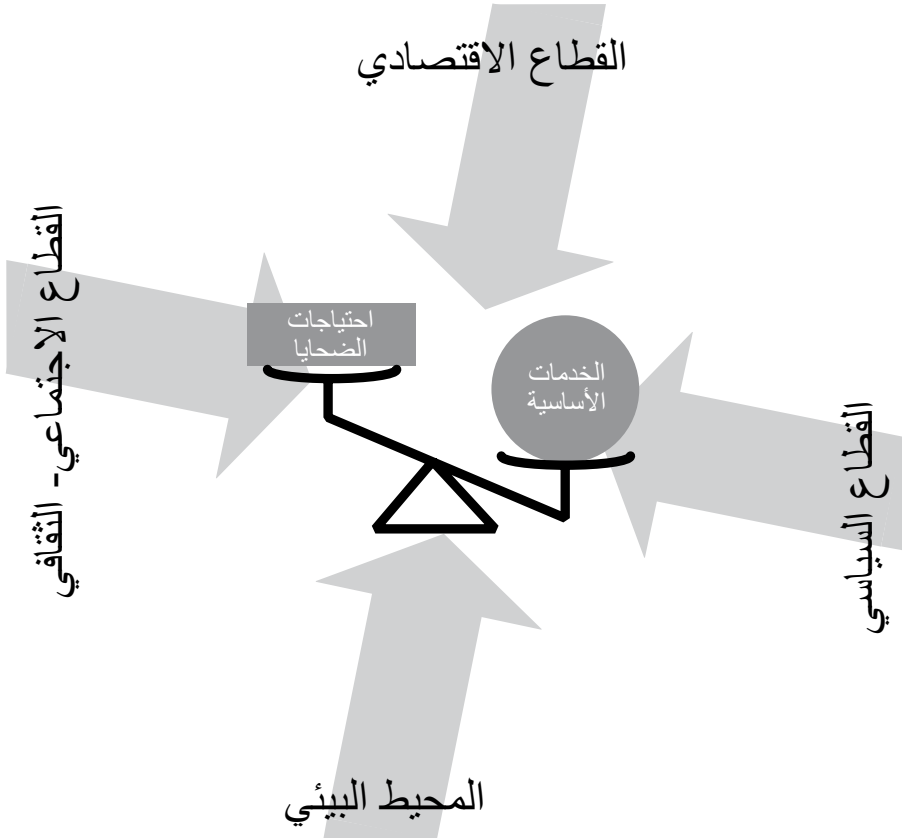 القطاع الاقتصادي
القطاع الاجتماعي- الثقافي
احتياجات
الضحايا
الخدمات
الأساسية
القطاع السياسي
المحيط البيئي